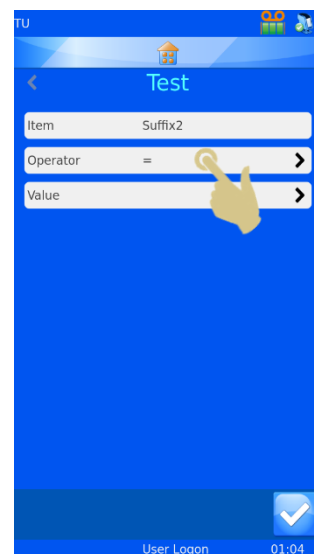 TU
Test
Item Suffix2
Operator =
Value
User Logon 01:04